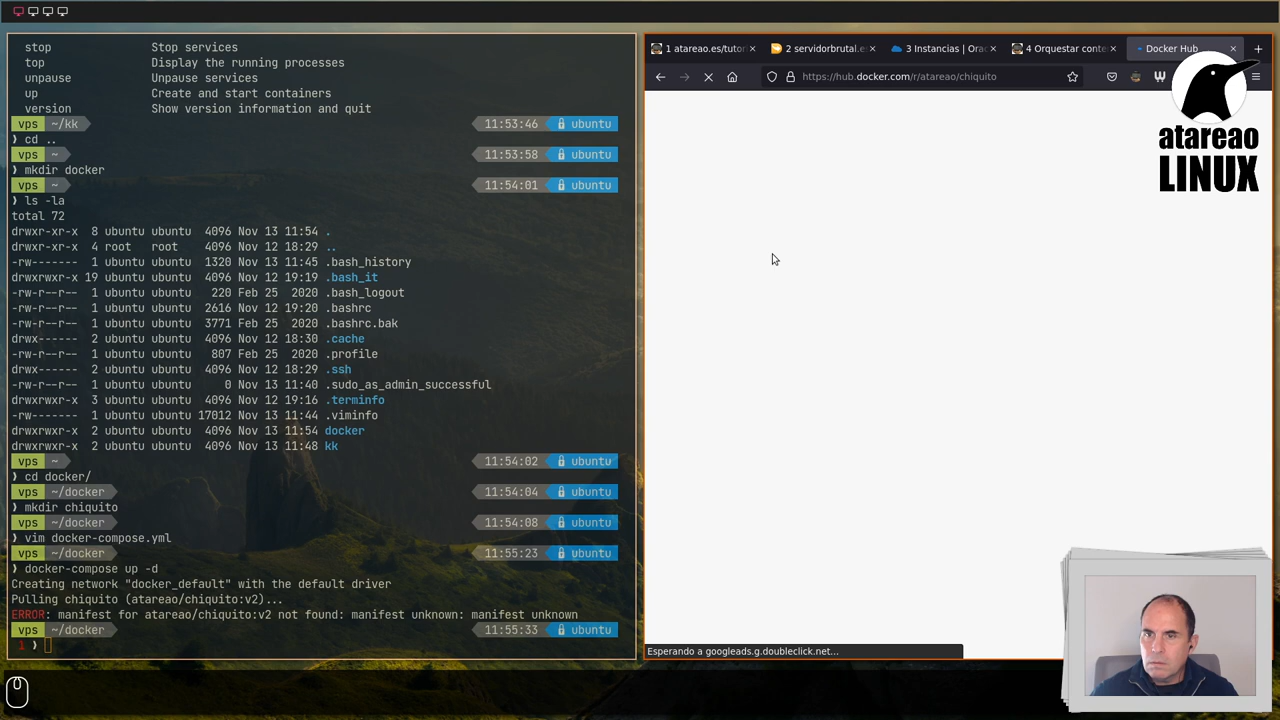 stop Stop services
top Display the running processes
unpause Unpause services
up Create and start containers
version Show version information and quit
vps ~/kk 11:53:46 ubuntu
❯ cd ..
vps ~ 11:53:58 ubuntu
❯ mkdir docker
vps ~ 11:54:01 ubuntu
❯ ls -la
total 72
drwxr-xr-x 8 ubuntu ubuntu 4096 Nov 13 11:54 .
drwxr-xr-x 4 root root 4096 Nov 12 18:29 ..
-rw------- 1 ubuntu ubuntu 1320 Nov 13 11:45 .bash_history
drwxrwxr-x 19 ubuntu ubuntu 4096 Nov 12 19:19 .bash_it
-rw-r--r-- 1 ubuntu ubuntu 220 Feb 25 2020 .bash_logout
-rw-r--r-- 1 ubuntu ubuntu 2616 Nov 12 19:20 .bashrc
-rw-r--r-- 1 ubuntu ubuntu 3771 Feb 25 2020 .bashrc.bak
drwx------ 2 ubuntu ubuntu 4096 Nov 12 18:30 .cache
-rw-r--r-- 1 ubuntu ubuntu 807 Feb 25 2020 .profile
drwx------ 2 ubuntu ubuntu 4096 Nov 12 18:29 .ssh
-rw-r--r-- 1 ubuntu ubuntu 0 Nov 13 11:40 .sudo_as_admin_successful
drwxrwxr-x 3 ubuntu ubuntu 4096 Nov 12 19:16 .terminfo
-rw------- 1 ubuntu ubuntu 17012 Nov 13 11:44 .viminfo
drwxrwxr-x 2 ubuntu ubuntu 4096 Nov 13 11:54 docker
drwxrwxr-x 2 ubuntu ubuntu 4096 Nov 13 11:48 kk
vps ~ 11:54:02 ubuntu
❯ cd docker/
vps ~/docker 11:54:04 ubuntu
❯ mkdir chiquito
vps ~/docker 11:54:08 ubuntu
❯ vim docker-compose.yml
vps ~/docker 11:55:23 ubuntu
❯ docker-compose up -d
Creating network "docker_default" with the default driver
Pulling chiquito (atareao/chiquito:v2)...
ERROR: manifest for atareao/chiquito:v2 not found: manifest unknown: manifest unknown
vps ~/docker 11:55:33 ubuntu
1 ❯
1 atareao.es/tutor 2 servidorbrutal.es 3 Instancias | Orac 4 Orquestar conte Docker Hub
https://hub.docker.com/r/atareao/chiquito
atareao
LINUX
Esperando a googleads.g.doubleclick.net...